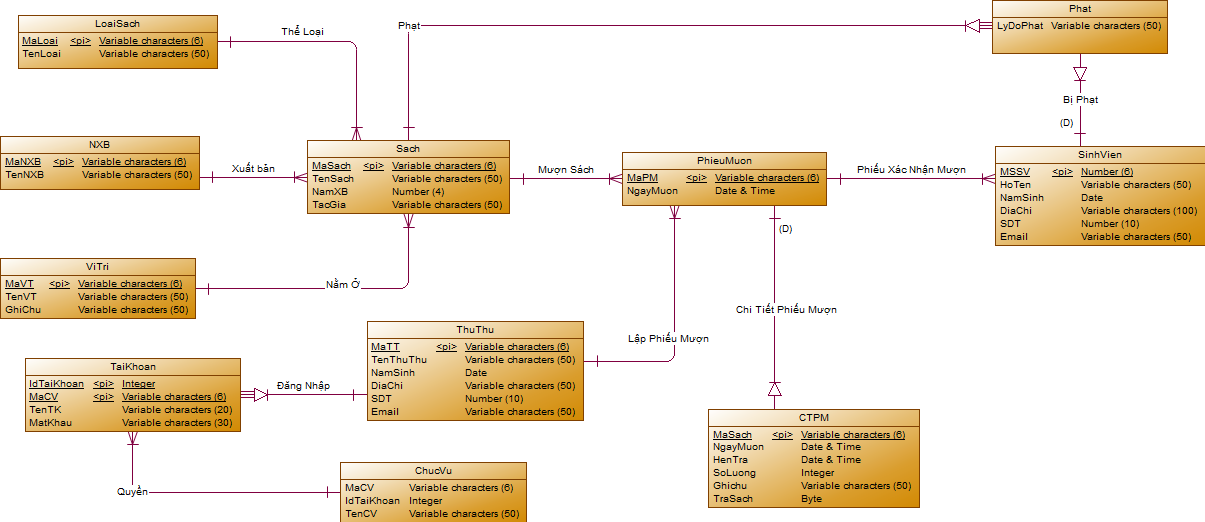 LoaiSach
MaLoai <pi> Variable characters (6)
TenLoai Variable characters (50)
Thể Loại
Phạt
Phat
LyDoPhat Variable characters (50)
Bị Phạt
(D)
NXB
MaNXB <pi> Variable characters (6)
TenNXB Variable characters (50)
Xuất bản
Sach
MaSach <pi> Variable characters (6)
TenSach Variable characters (50)
NamXB Number (4)
TacGia Variable characters (50)
Mượn Sách
PhieuMuon
MaPM <pi> Variable characters (6)
NgayMuon Date & Time
Phiếu Xác Nhận Mượn
SinhVien
MSSV <pi> Number (6)
HoTen Variable characters (50)
NamSinh Date
DiaChi Variable characters (100)
SDT Number (10)
Email Variable characters (50)
(D)
ViTri
MaVT <pi> Variable characters (6)
TenVT Variable characters (50)
GhiChu Variable characters (50)
Nằm Ở
Chi Tiết Phiếu Mượn
ThuThu
MaTT <pi> Variable characters (6)
TenThuThu Variable characters (50)
NamSinh Date
DiaChi Variable characters (50)
SDT Number (10)
Email Variable characters (50)
Lập Phiếu Mượn
TaiKhoan
IdTaiKhoan <pi> Integer
MaCV <pi> Variable characters (6)
TenTK Variable characters (20)
MatKhau Variable characters (30)
Đăng Nhập
CTPM
MaSach <pi> Variable characters (6)
NgayMuon Date & Time
HenTra Date & Time
SoLuong Integer
Ghichu Variable characters (50)
TraSach Byte
Quyền
ChucVu
MaCV Variable characters (6)
IdTaiKhoan Integer
TenCV Variable characters (50)